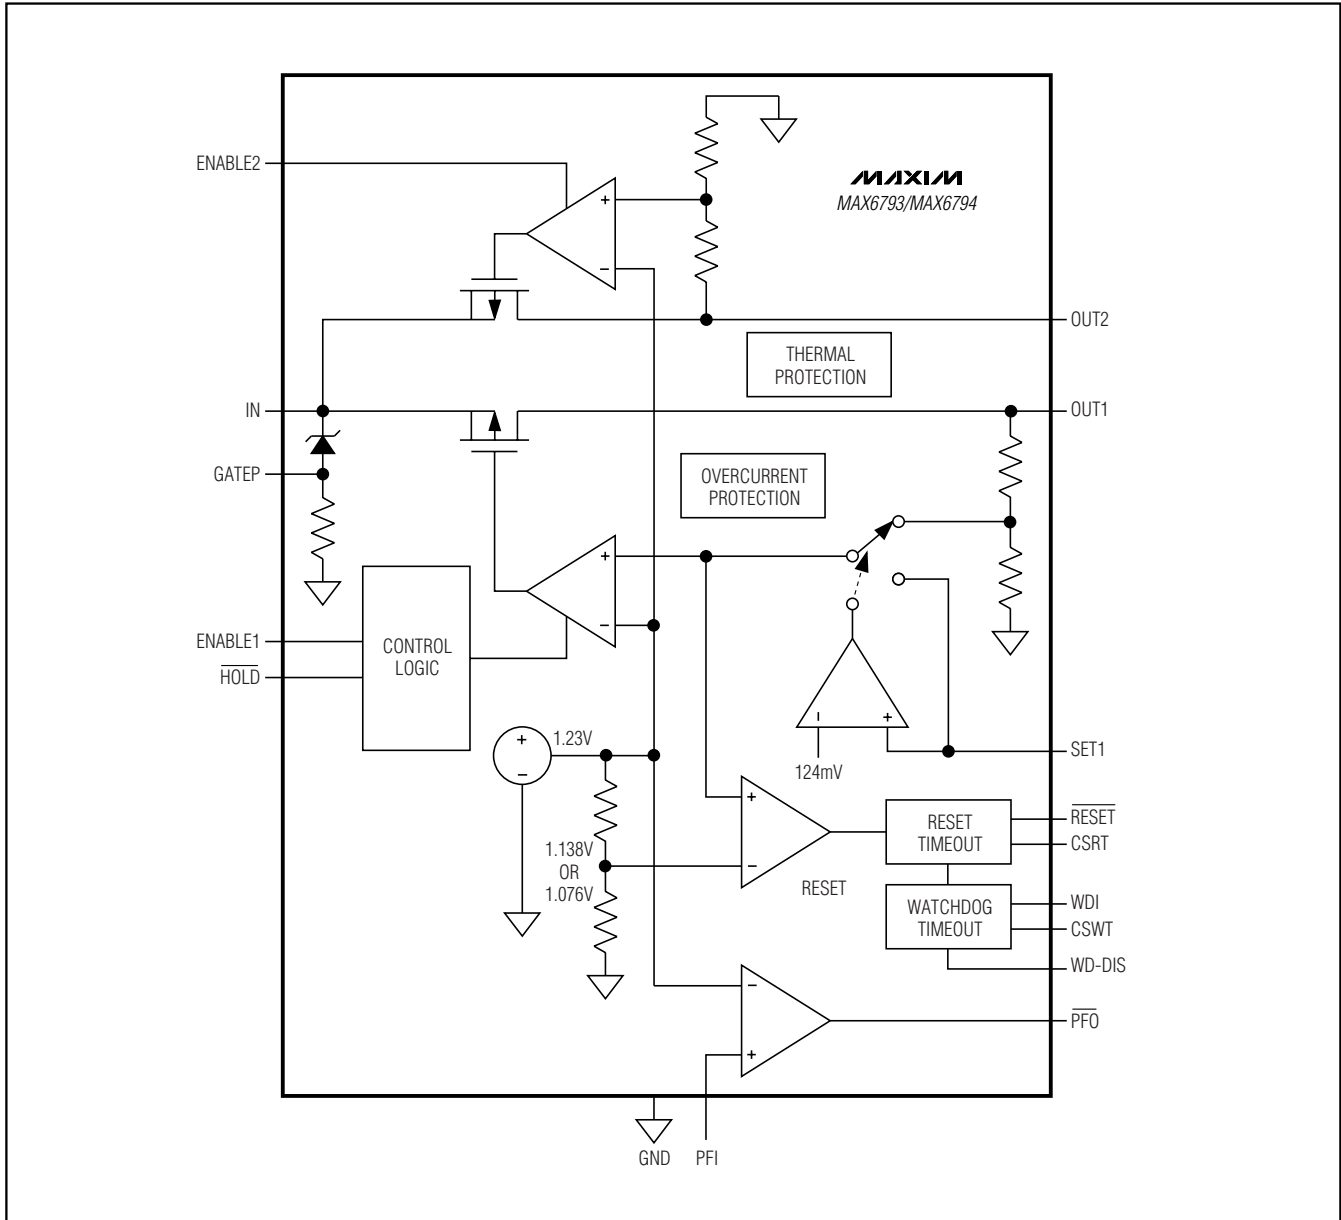 MAXIM
MAX6793/MAX6794
ENABLE2
+
−
OUT2
THERMAL
PROTECTION
IN
OUT1
GATEP
OVERCURRENT
PROTECTION
+
−
ENABLE1
HOLD
CONTROL
LOGIC
+
−
1.23V
− +
124mV
SET1
1.138V
OR
1.076V
+
−
RESET
RESET
TIMEOUT
RESET
CSRT
WATCHDOG
TIMEOUT
WDI
CSWT
WD-DIS
−
+
PFO
GND
PFI